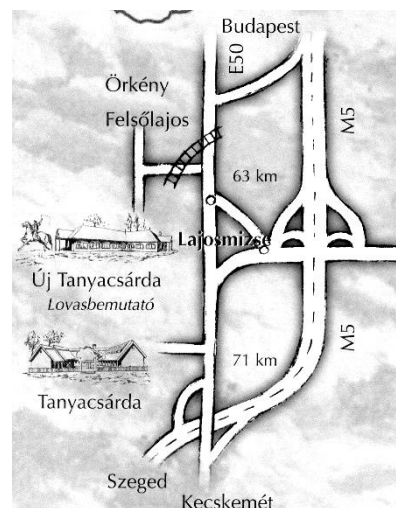 Budapest
E50
Örkény
Felsőlajos
M5
63 km
Lajosmizse
Új Tanyacsárda
Lovasbemutató
71 km
M5
Tanyacsárda
Szeged
Kecskemét